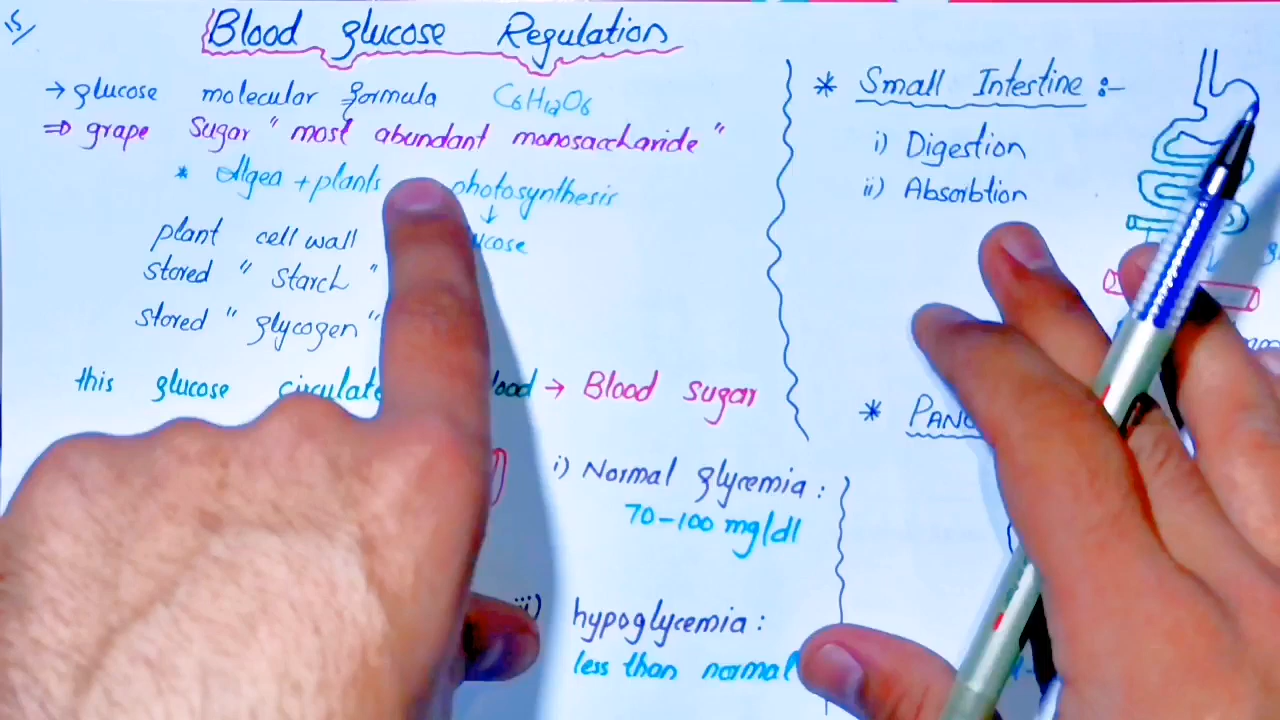 15/
Blood glucose Regulation
→ glucose molecular formula C₆H₁₂O₆
⇒ grape Sugar "most abundant monosaccharide"
* Algea + plants photosynthesis
↓
plant cell wall
stored "starch"
stored "glycogen"
this glucose → Blood sugar
i) Normal glycemia :
70-100 mg/dl
hypoglycemia :
less than normal
* Small Intestine :-
i) Digestion
ii) Absorbtion
*